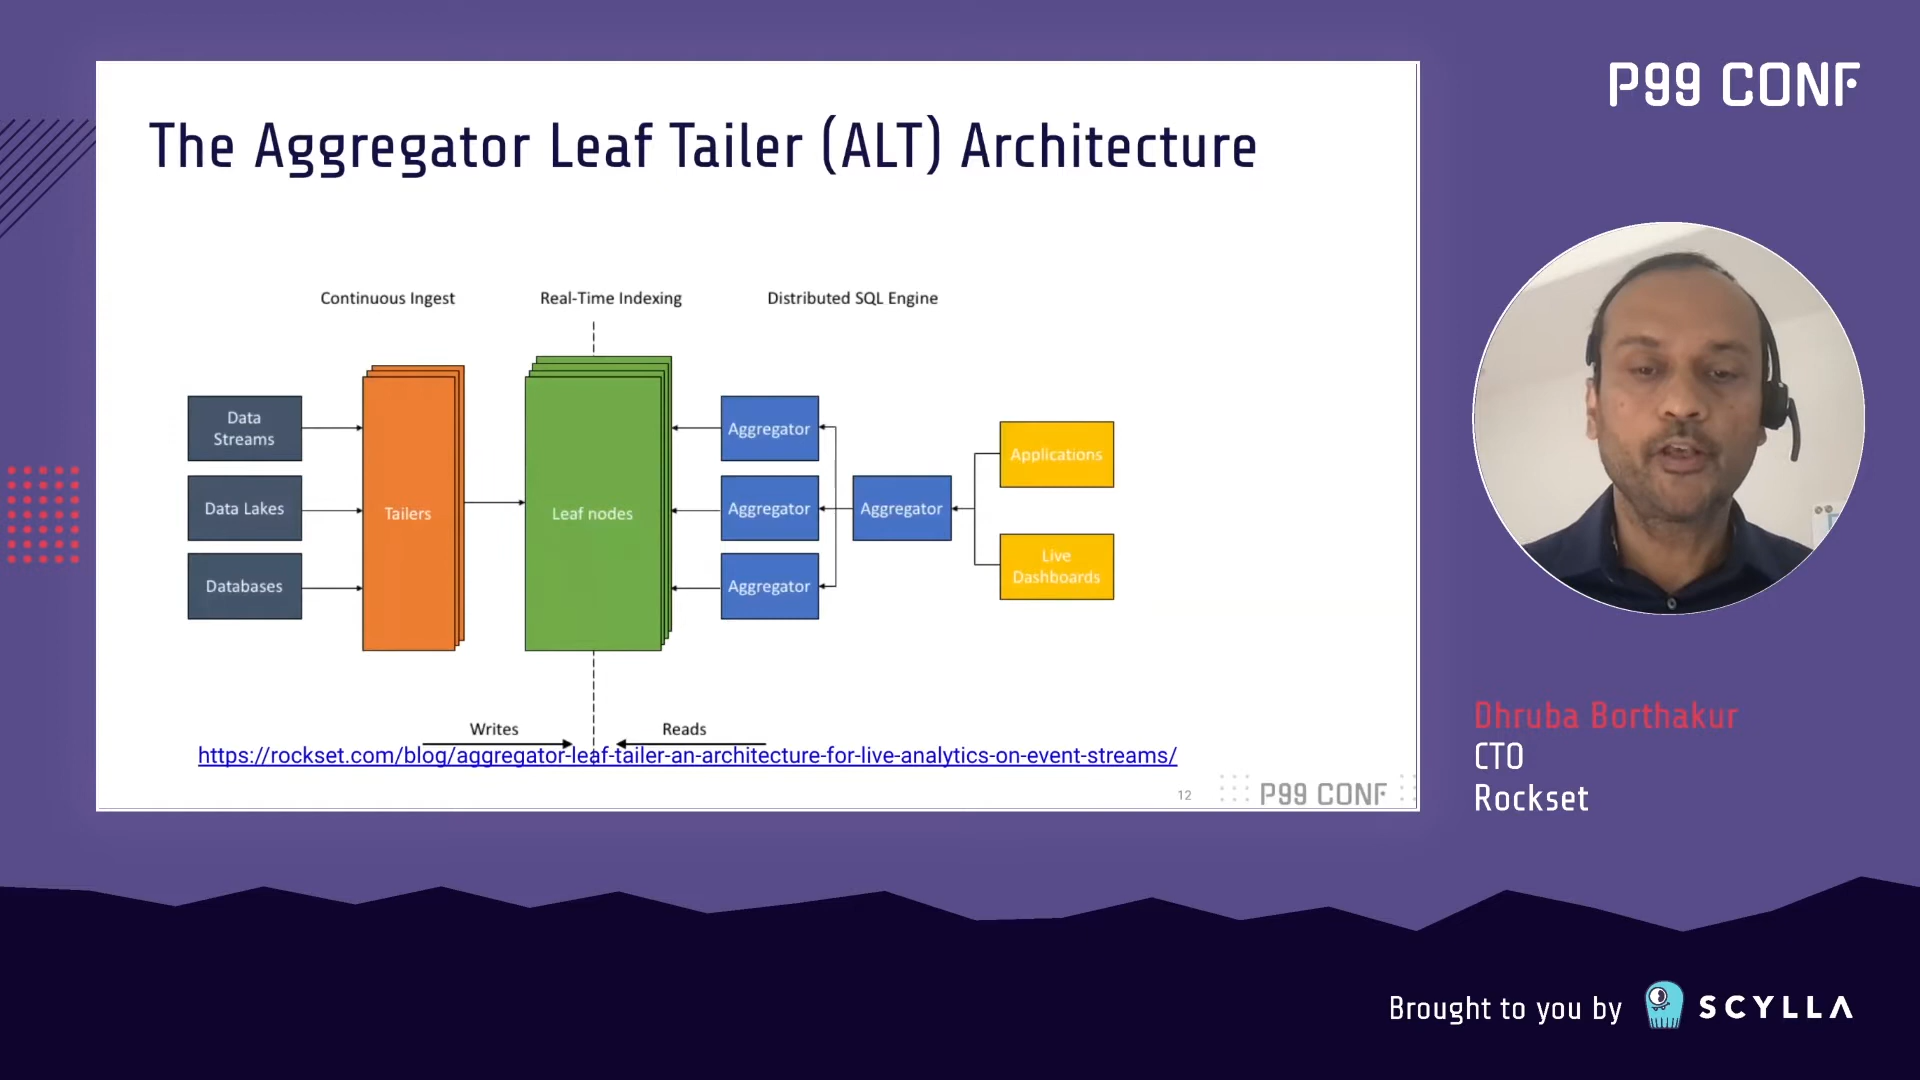 P99 CONF
The Aggregator Leaf Tailer (ALT) Architecture
Continuous Ingest
Real-Time Indexing
Distributed SQL Engine
Data
Streams
Data Lakes
Databases
Tailers
Leaf nodes
Aggregator
Aggregator
Aggregator
Aggregator
Applications
Live
Dashboards
Writes
Reads
https://rockset.com/blog/aggregator-leaf-tailer-an-architecture-for-live-analytics-on-event-streams/
12
P99 CONF
Dhruba Borthakur
CTO
Rockset
Brought to you by
SCYLLA